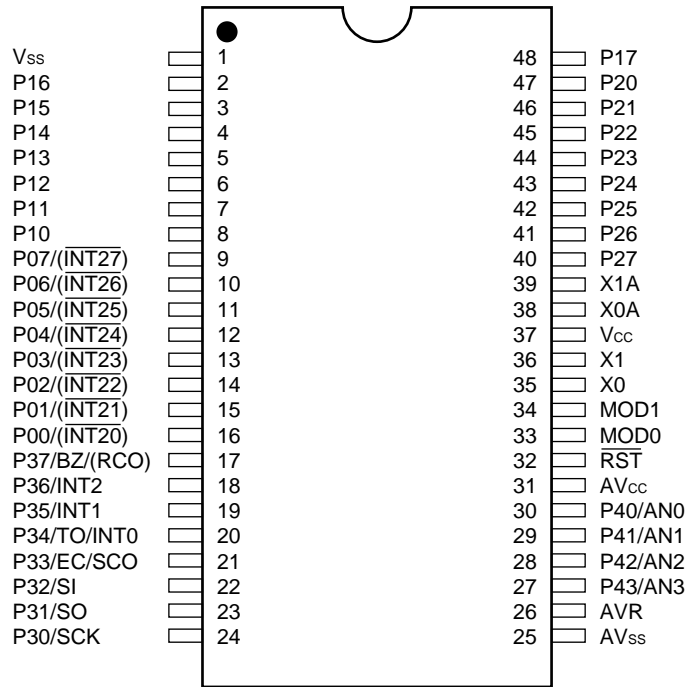 Vss 1 48 P17
P16 2 47 P20
P15 3 46 P21
P14 4 45 P22
P13 5 44 P23
P12 6 43 P24
P11 7 42 P25
P10 8 41 P26
P07/(INT27) 9 40 P27
P06/(INT26) 10 39 X1A
P05/(INT25) 11 38 X0A
P04/(INT24) 12 37 Vcc
P03/(INT23) 13 36 X1
P02/(INT22) 14 35 X0
P01/(INT21) 15 34 MOD1
P00/(INT20) 16 33 MOD0
P37/BZ/(RCO) 17 32 RST
P36/INT2 18 31 AVcc
P35/INT1 19 30 P40/AN0
P34/TO/INT0 20 29 P41/AN1
P33/EC/SCO 21 28 P42/AN2
P32/SI 22 27 P43/AN3
P31/SO 23 26 AVR
P30/SCK 24 25 AVss